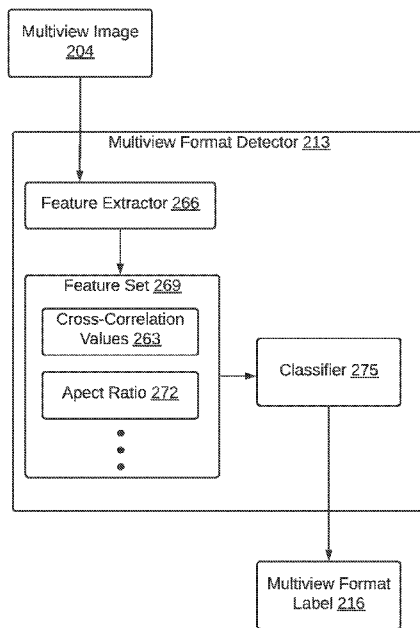 Multiview Image
204
Multiview Format Detector 213
Feature Extractor 266
Feature Set 269
Cross-Correlation
Values 263
Apect Ratio 272
Classifier 275
Multiview Format
Label 216